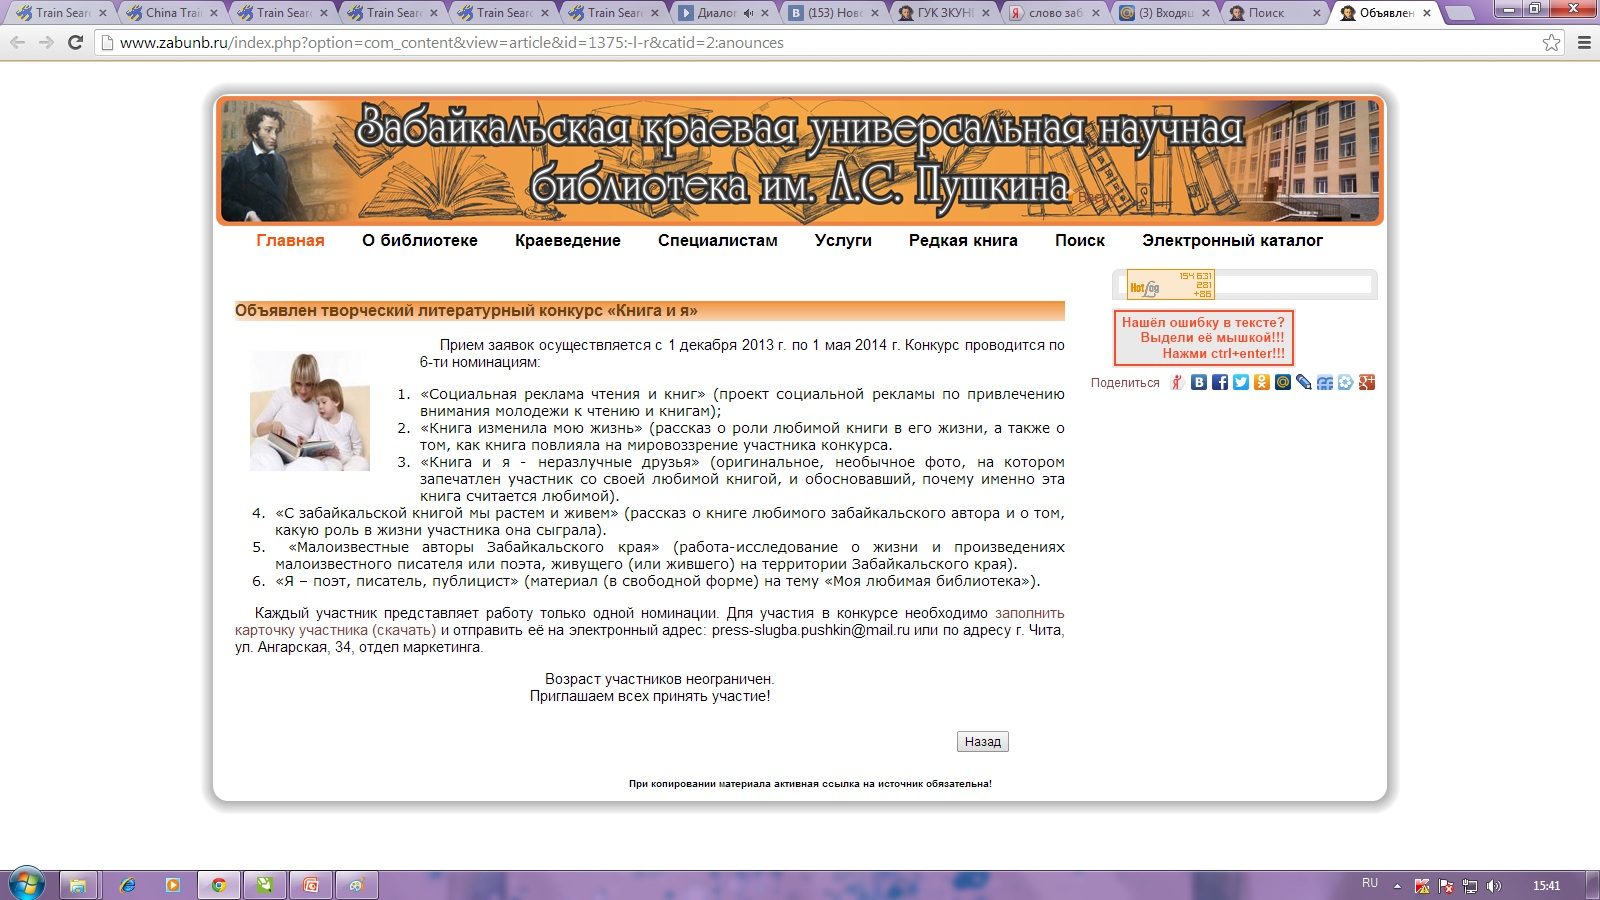 Train Sear
China Trai
Train Sear
Train Sear
Train Sear
Train Sear
Диалог
(153) Нов
ГУК ЗКУН
слово заб
(3) Входящ
Поиск
Объявлен
www.zabunb.ru/index.php?option=com_content&view=article&id=1375:-l-r&catid=2:anounces
Забайкальская краевая универсальная научная
библиотека им. А.С. Пушкина
Вверх
Главная О библиотеке Краеведение Специалистам Услуги Редкая книга Поиск Электронный каталог
HotLog
154 631
281
+86
Нашёл ошибку в тексте?
Выдели её мышкой!!!
Нажми ctrl+enter!!!
Поделиться
Объявлен творческий литературный конкурс «Книга и я»
Прием заявок осуществляется с 1 декабря 2013 г. по 1 мая 2014 г. Конкурс проводится по
6-ти номинациям:
1. «Социальная реклама чтения и книг» (проект социальной рекламы по привлечению
внимания молодежи к чтению и книгам);
2. «Книга изменила мою жизнь» (рассказ о роли любимой книги в его жизни, а также о
том, как книга повлияла на мировоззрение участника конкурса.
3. «Книга и я - неразлучные друзья» (оригинальное, необычное фото, на котором
запечатлен участник со своей любимой книгой, и обосновавший, почему именно эта
книга считается любимой).
4. «С забайкальской книгой мы растем и живем» (рассказ о книге любимого забайкальского автора и о том,
какую роль в жизни участника она сыграла).
5. «Малоизвестные авторы Забайкальского края» (работа-исследование о жизни и произведениях
малоизвестного писателя или поэта, живущего (или жившего) на территории Забайкальского края).
6. «Я – поэт, писатель, публицист» (материал (в свободной форме) на тему «Моя любимая библиотека»).
Каждый участник представляет работу только одной номинации. Для участия в конкурсе необходимо заполнить
карточку участника (скачать) и отправить её на электронный адрес: press-slugba.pushkin@mail.ru или по адресу г. Чита,
ул. Ангарская, 34, отдел маркетинга.
Возраст участников неограничен.
Приглашаем всех принять участие!
Назад
При копировании материала активная ссылка на источник обязательна!
RU
15:41